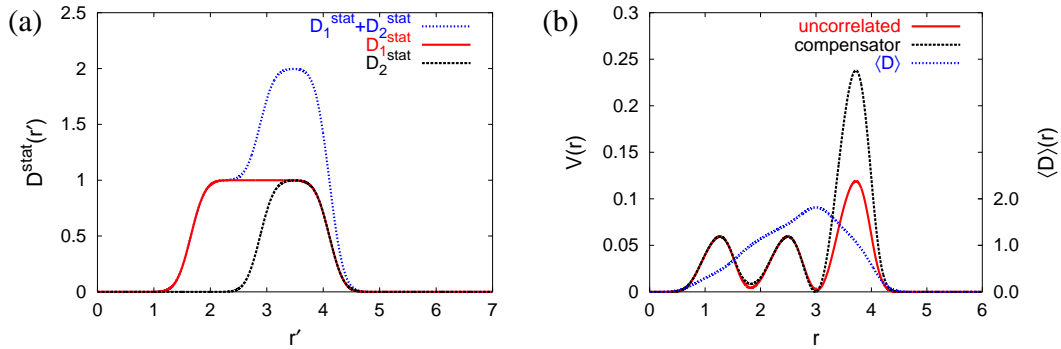 (a)
D1stat+D2stat
D1stat
D2stat
2.5
2
1.5
1
0.5
0
Dstat(r′)
0 1 2 3 4 5 6 7
r′
(b)
uncorrelated
compensator
⟨D⟩
0.3
0.25
0.2
0.15
0.1
0.05
0
V(r)
2.0
1.0
0.0
⟨D⟩(r)
0 1 2 3 4 5 6
r